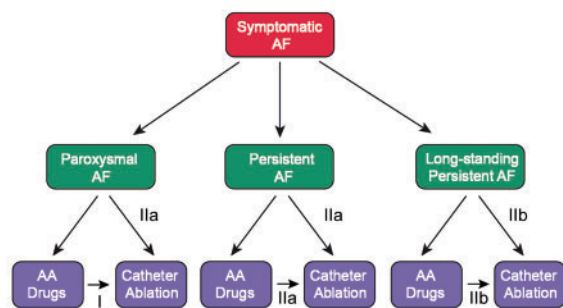 Symptomatic
AF
Paroxysmal
AF
Persistent
AF
Long-standing
Persistent AF
IIa
IIa
IIb
AA
Drugs
I
Catheter
Ablation
AA
Drugs
IIa
Catheter
Ablation
AA
Drugs
IIb
Catheter
Ablation